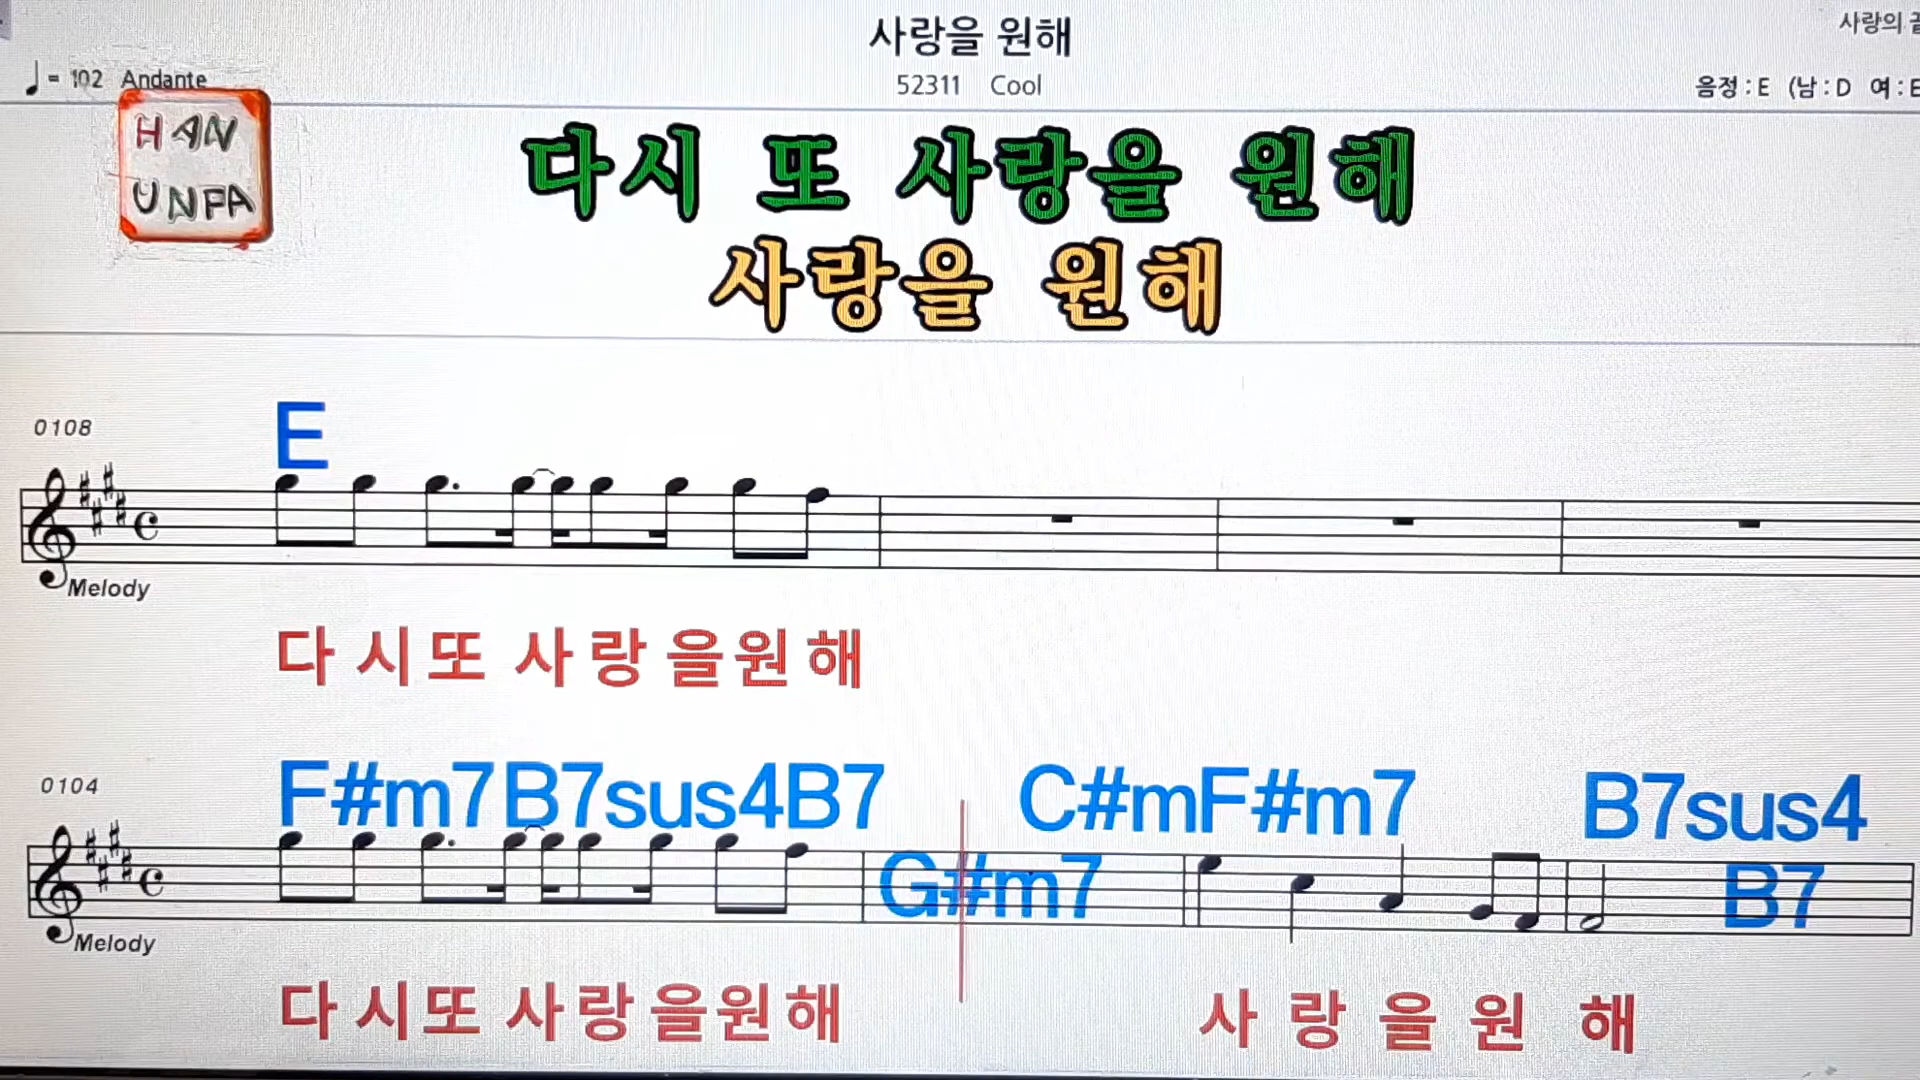 사랑을 원해
사랑의
= 102 Andante
52311 Cool
음정 : E (남 : D 여 : E
HAN
UNPA
다시 또 사랑을 원해
사랑을 원해
0108
E
Melody
다 시 또 사 랑 을 원 해
0104
F#m7 B7sus4 B7 C#m F#m7 B7sus4
G#m7 B7
Melody
다 시 또 사 랑 을 원 해 사 랑 을 원 해